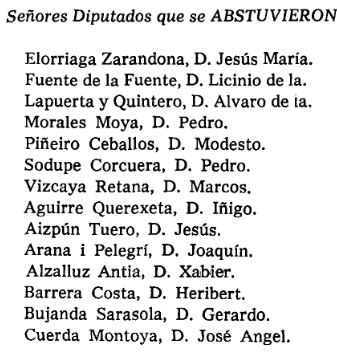 Señores Diputados que se ABSTUVIERON
Elorriaga Zarandona, D. Jesús María.
Fuente de la Fuente, D. Licinio de la.
Lapuerta y Quintero, D. Alvaro de ia.
Morales Moya, D. Pedro.
Piñeiro Ceballos, D. Modesto.
Sodupe Corcuera, D. Pedro.
Vizcaya Retana, D. Marcos.
Aguirre Querexeta, D. Iñigo.
Aizpún Tuero, D. Jesús.
Arana i Pelegrí, D. Joaquín.
Alzalluz Antia, D. Xabier.
Barrera Costa, D. Heribert.
Bujanda Sarasola, D. Gerardo.
Cuerda Montoya, D. José Angel.